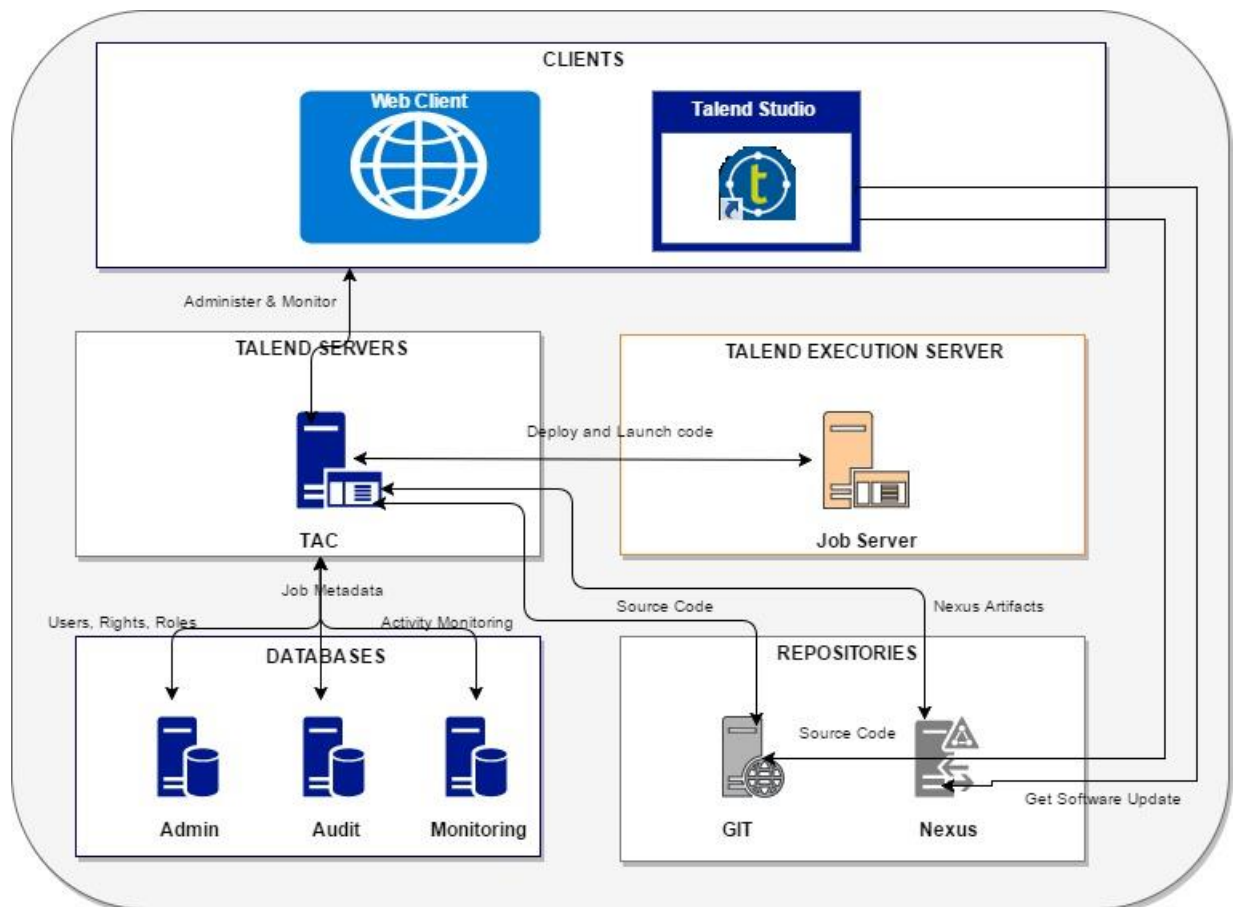 CLIENTS
Web Client
Talend Studio
t
Administer & Monitor
TALEND SERVERS
TALEND EXECUTION SERVER
Deploy and Launch code
TAC
Job Server
Job Metadata
Source Code
Nexus Artifacts
Users, Rights, Roles
Activity Monitoring
DATABASES
REPOSITORIES
Source Code
Get Software Update
Admin
Audit
Monitoring
GIT
Nexus